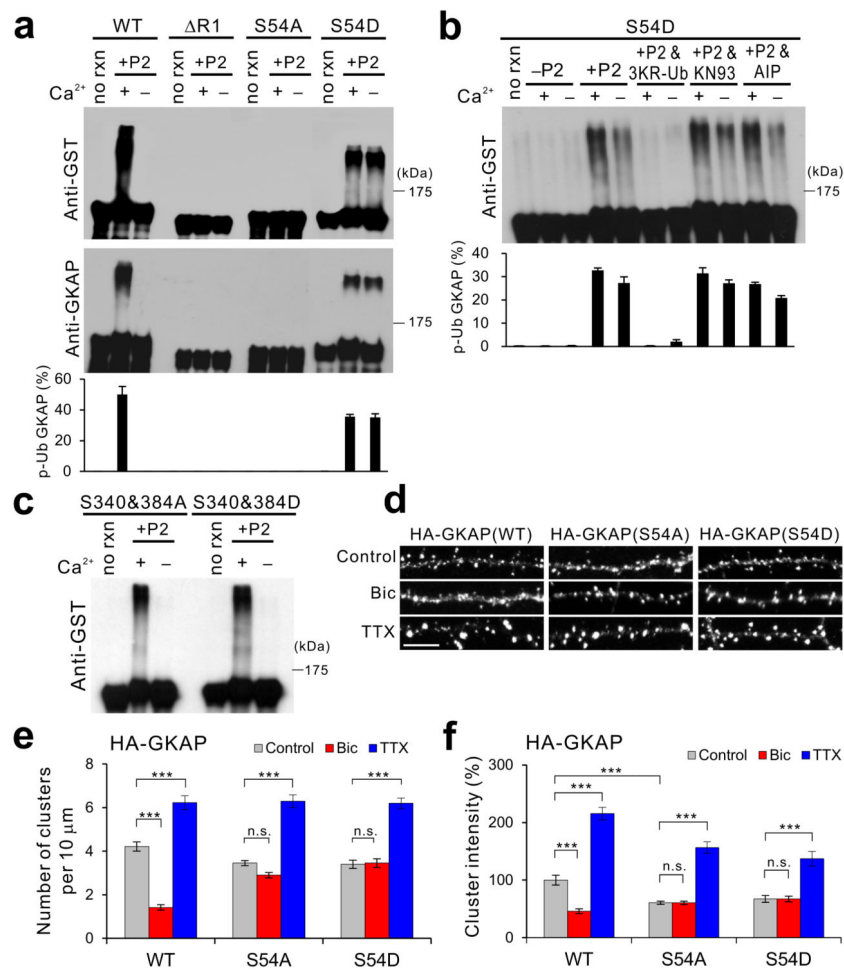 a
WT ΔR1 S54A S54D
no rxn +P2 no rxn +P2 no rxn +P2 no rxn +P2
Ca2+ + – + – + – + –
Anti-GST
(kDa)
175
Anti-GKAP
175
p-Ub GKAP (%)
60
40
20
0
b
S54D
no rxn –P2 +P2 +P2 & 3KR-Ub +P2 & KN93 +P2 & AIP
Ca2+ + – + – + – + – + –
Anti-GST
(kDa)
175
p-Ub GKAP (%)
40
30
20
10
0
c
S340&384A S340&384D
no rxn +P2 no rxn +P2
Ca2+ + – + –
Anti-GST
(kDa)
175
d
HA-GKAP(WT) HA-GKAP(S54A) HA-GKAP(S54D)
Control
Bic
TTX
e
HA-GKAP
Control Bic TTX
Number of clusters
per 10 μm
8
6
4
2
0
*** *** ***
*** n.s. n.s.
WT S54A S54D
f
HA-GKAP
Control Bic TTX
Cluster intensity (%)
300
200
100
0
***
*** *** ***
*** n.s. n.s.
WT S54A S54D